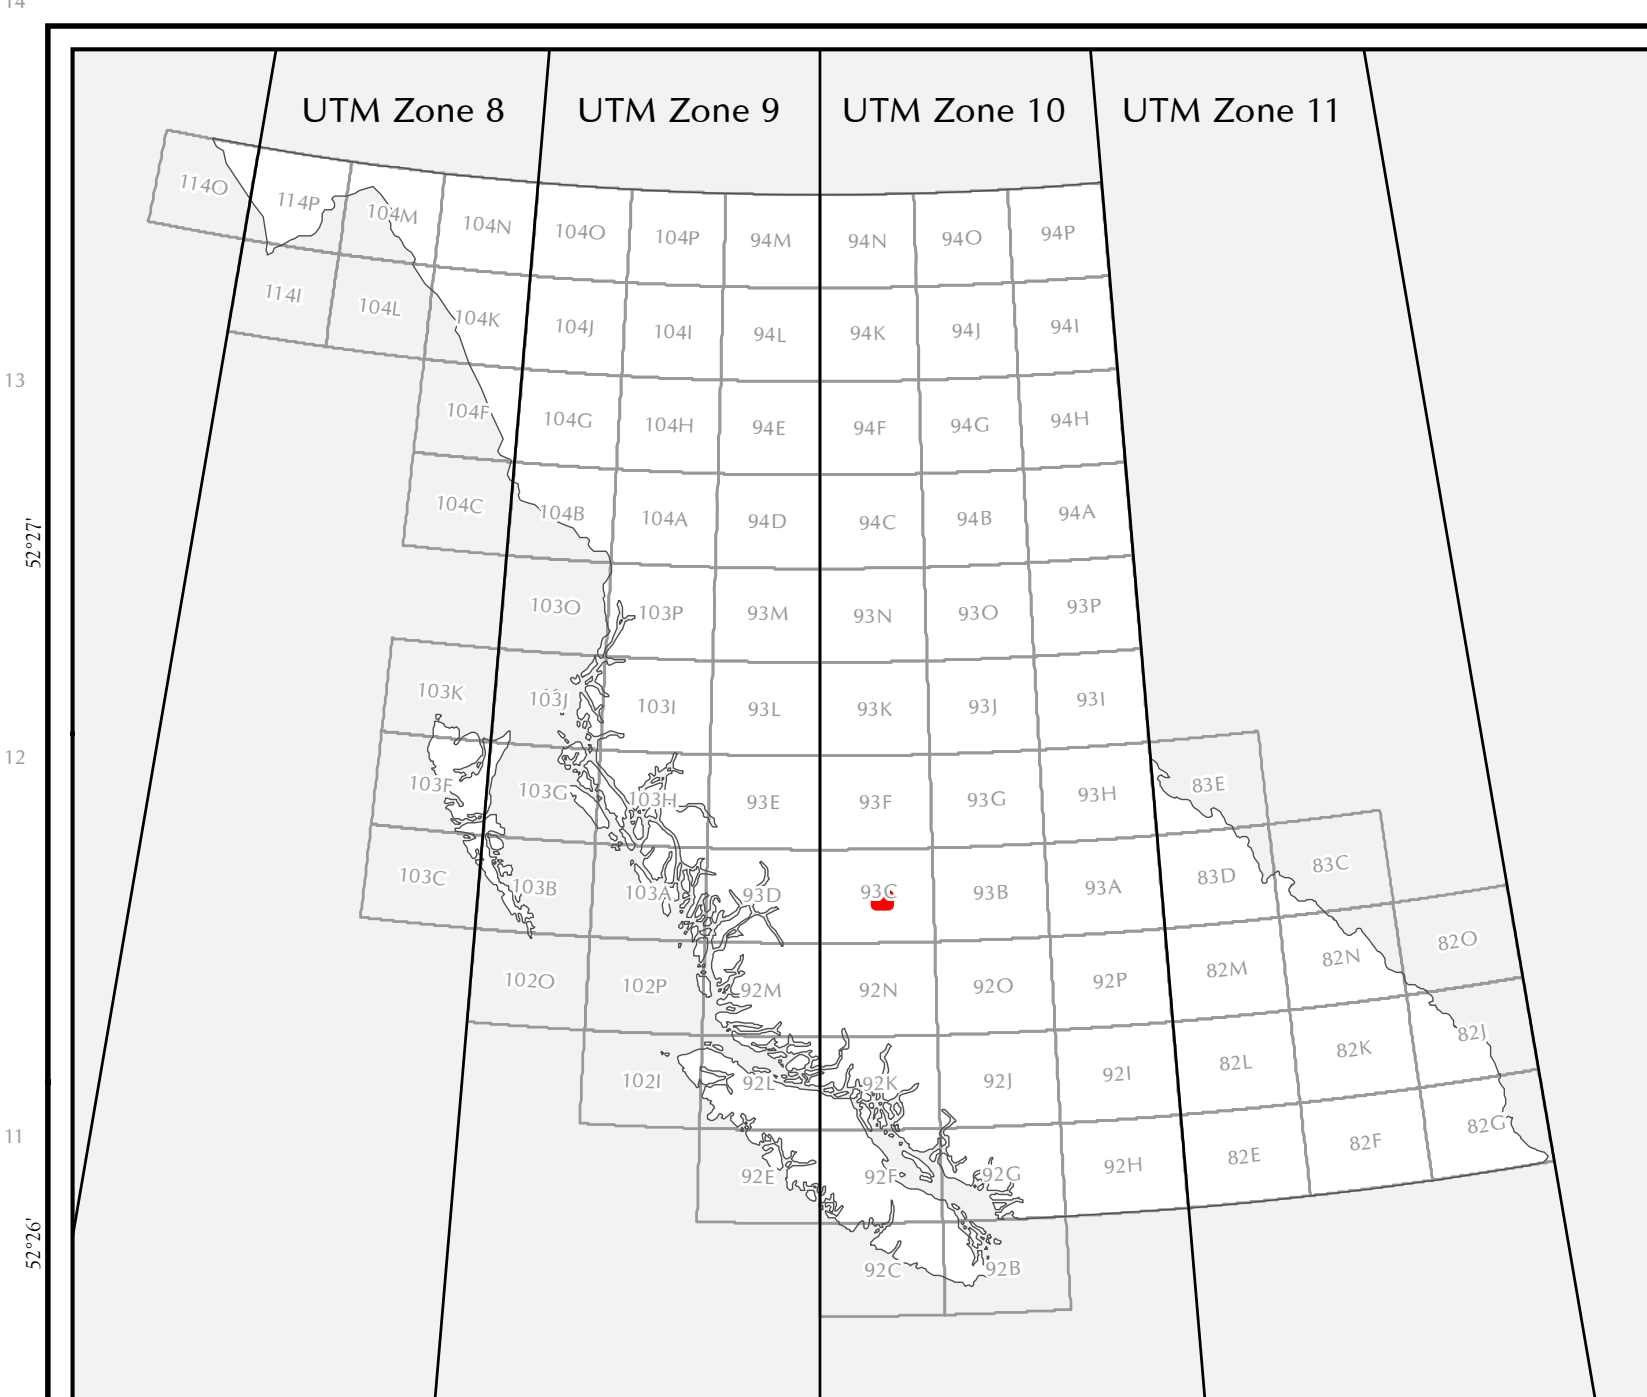 14
UTM Zone 8 UTM Zone 9 UTM Zone 10 UTM Zone 11
114O 114P 104M 104N 104O 104P 94M 94N 94O 94P
114I 104L 104K 104J 104I 94L 94K 94J 94I
13
104F 104G 104H 94E 94F 94G 94H
104C 104B 104A 94D 94C 94B 94A
52°27'
103O 103P 93M 93N 93O 93P
103K 103J 103I 93L 93K 93J 93I
12
103F 103G 103H 93E 93F 93G 93H 83E
103C 103B 103A 93D 93C 93B 93A 83D 83C
102O 102P 92M 92N 92O 92P 82M 82N 82O
102I 92L 92K 92J 92I 82L 82K 82J
11
92E 92F 92G 92H 82E 82F 82G
52°26'
92C 92B